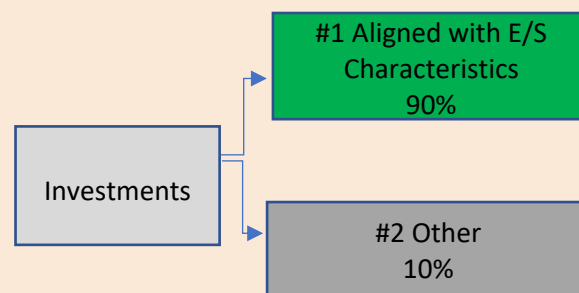 #1 Aligned with E/S
Characteristics
90%
Investments
#2 Other
10%